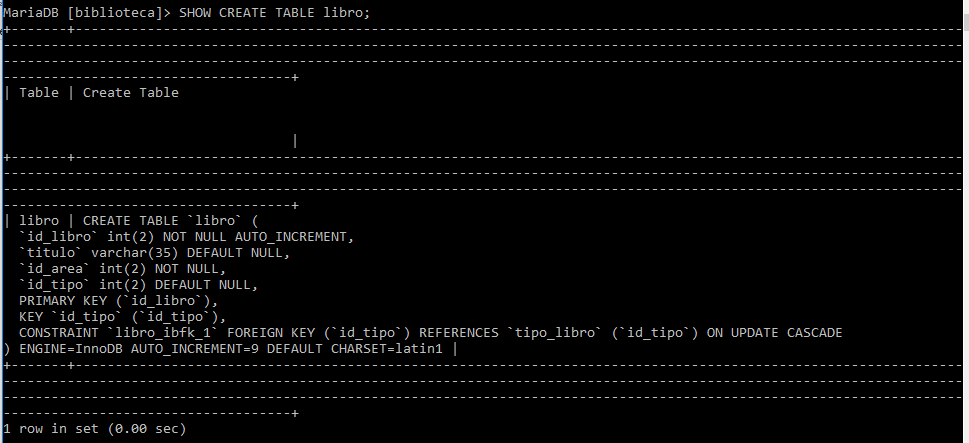 MariaDB [biblioteca]> SHOW CREATE TABLE libro;
+-------+---------------------------------------------------------------------------------------------------------------
------------------------------------------------------------------------------------------------------------------------
------------------------------------------------------------------------------------------------------------------------
------------------------------------+
| Table | Create Table
|
+-------+---------------------------------------------------------------------------------------------------------------
------------------------------------------------------------------------------------------------------------------------
------------------------------------------------------------------------------------------------------------------------
------------------------------------+
| libro | CREATE TABLE `libro` (
  `id_libro` int(2) NOT NULL AUTO_INCREMENT,
  `titulo` varchar(35) DEFAULT NULL,
  `id_area` int(2) NOT NULL,
  `id_tipo` int(2) DEFAULT NULL,
  PRIMARY KEY (`id_libro`),
  KEY `id_tipo` (`id_tipo`),
  CONSTRAINT `libro_ibfk_1` FOREIGN KEY (`id_tipo`) REFERENCES `tipo_libro` (`id_tipo`) ON UPDATE CASCADE
) ENGINE=InnoDB AUTO_INCREMENT=9 DEFAULT CHARSET=latin1 |
+-------+---------------------------------------------------------------------------------------------------------------
------------------------------------------------------------------------------------------------------------------------
------------------------------------------------------------------------------------------------------------------------
------------------------------------+
1 row in set (0.00 sec)